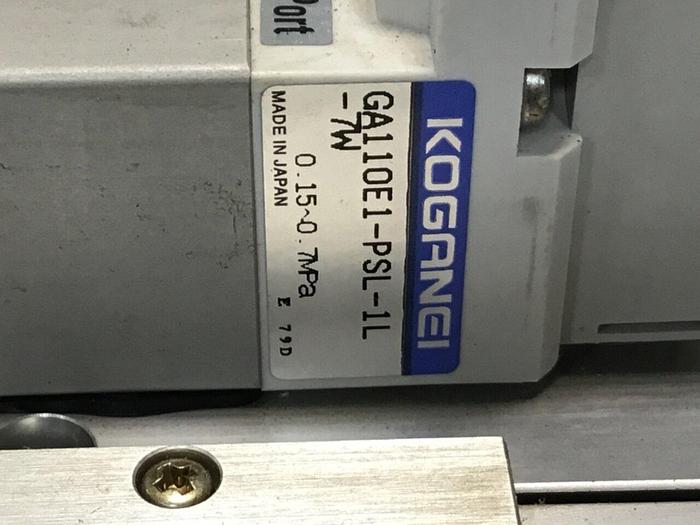 Port
KOGANEI
GA110E1-PSL-1L
-7W
0.15~0.7MPa
MADE IN JAPAN
E 79D